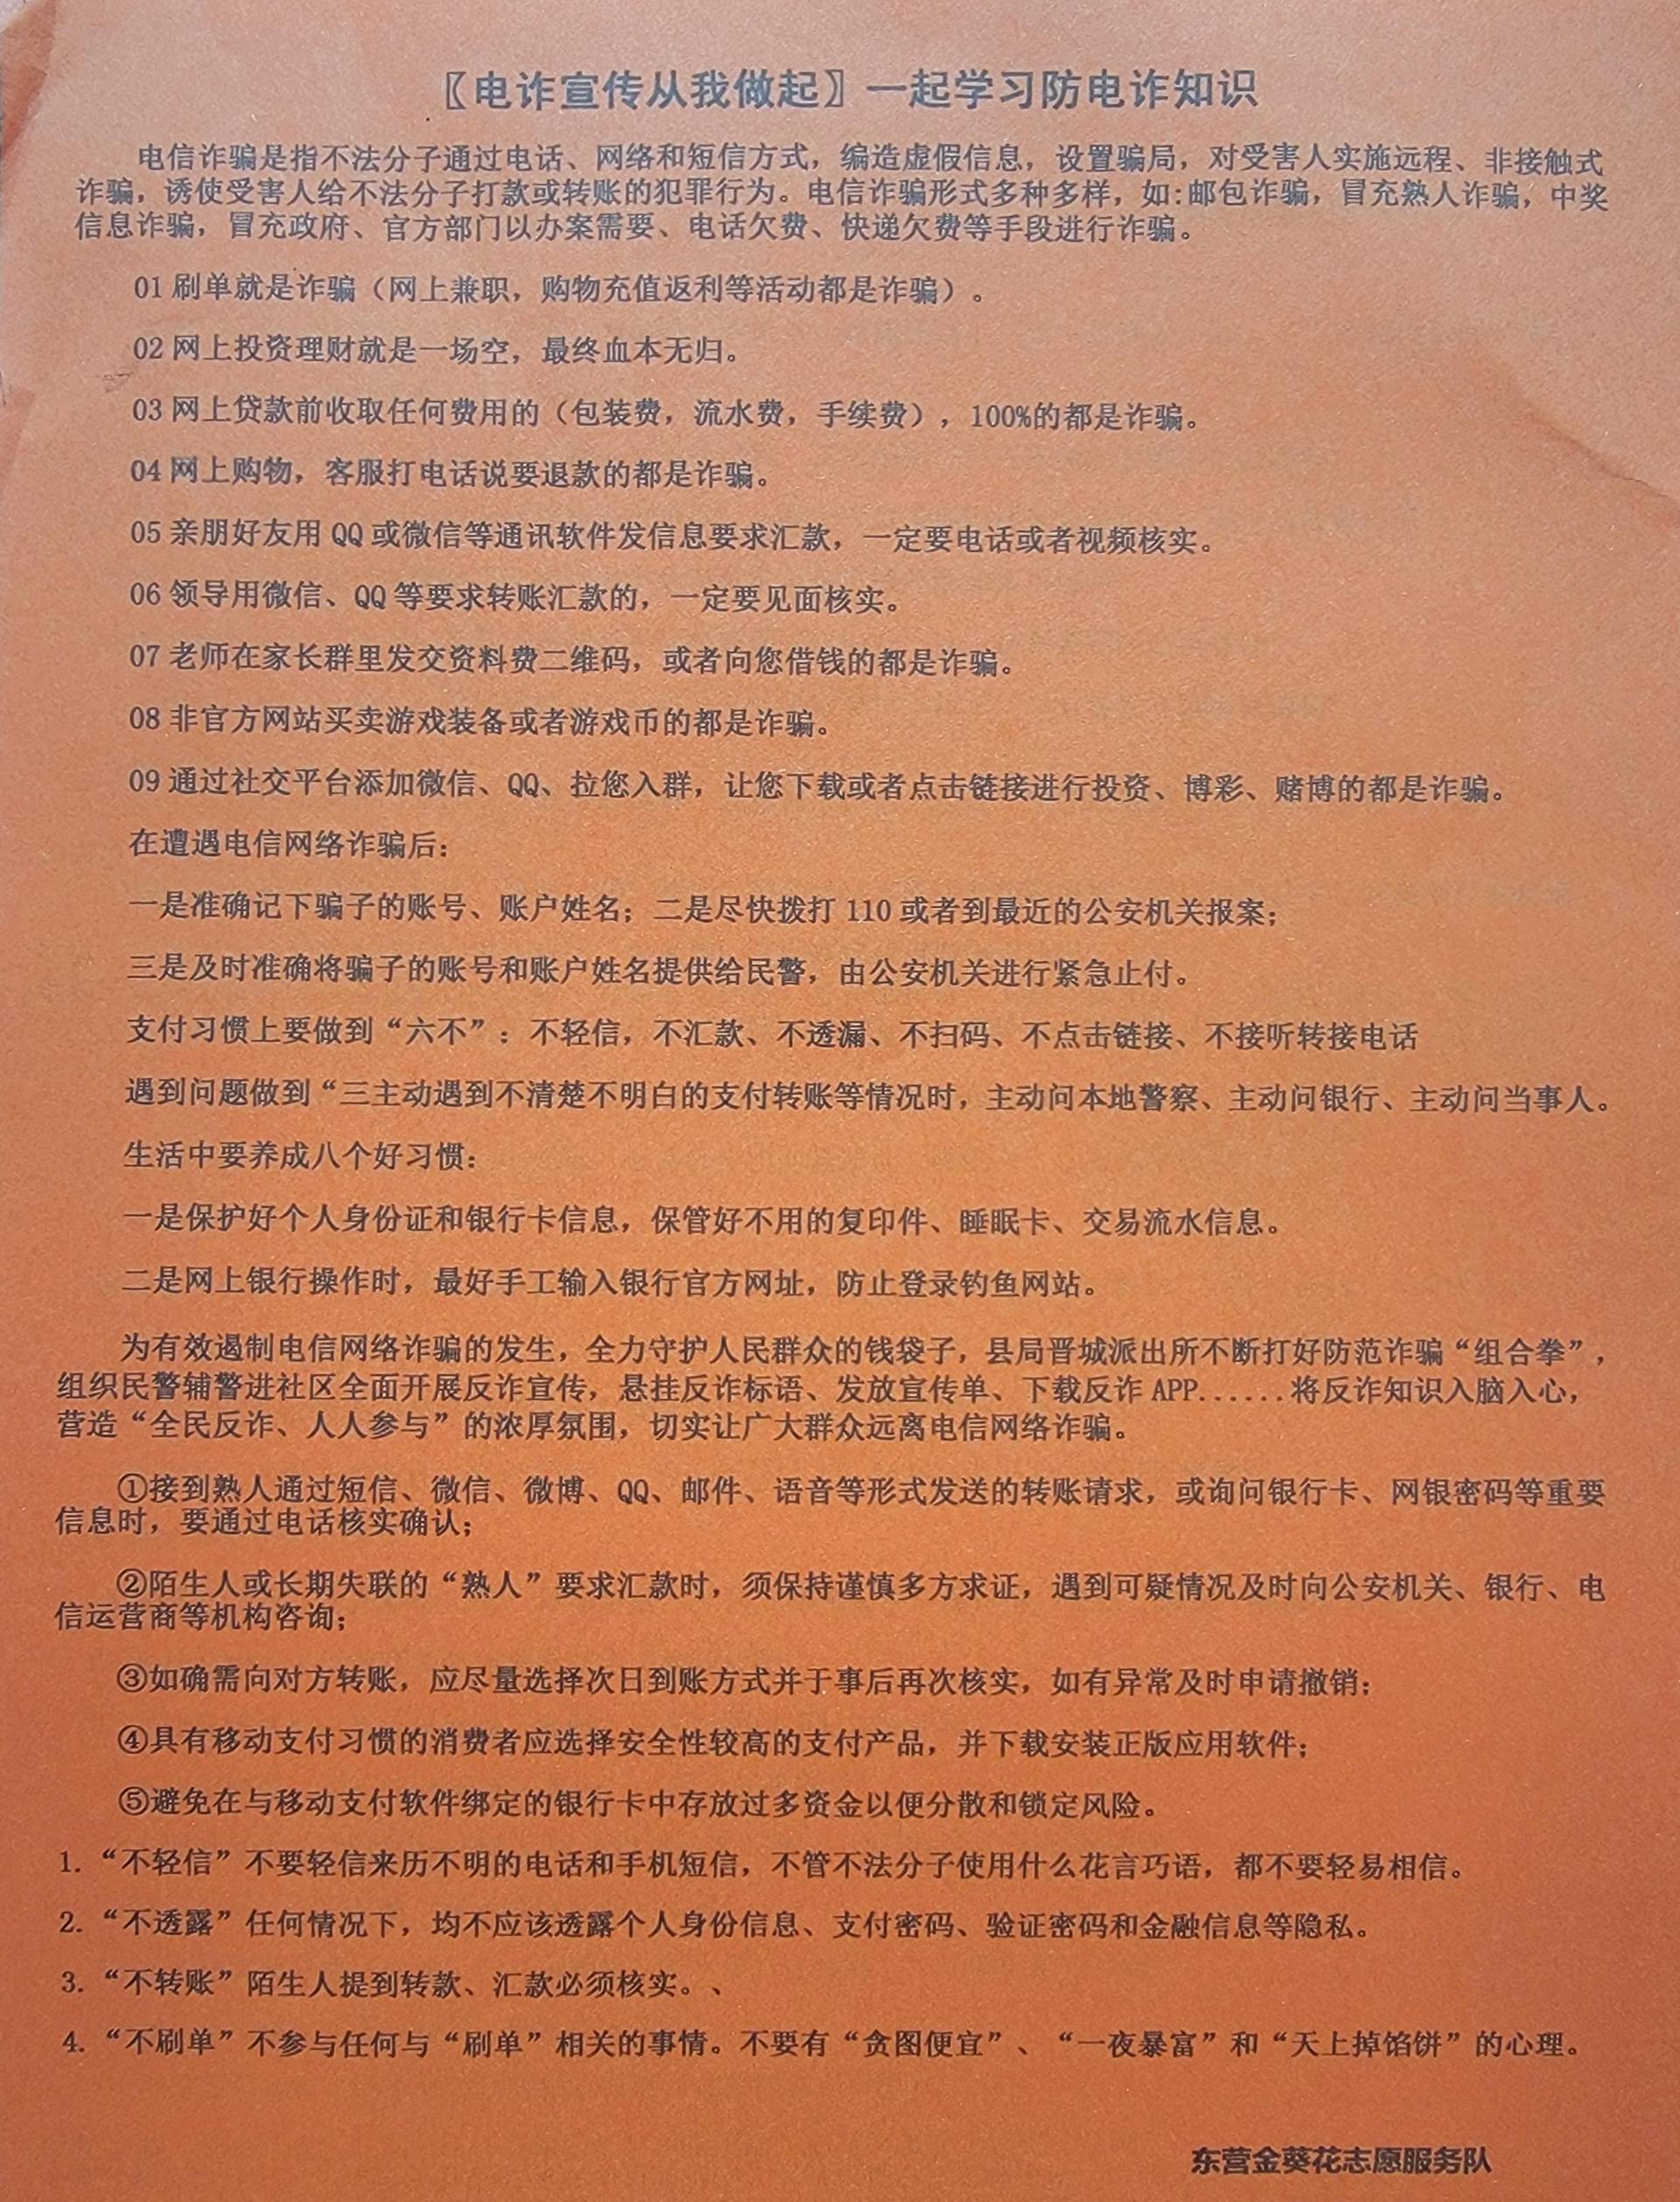 〖电诈宣传从我做起〗一起学习防电诈知识
电信诈骗是指不法分子通过电话、网络和短信方式，编造虚假信息，设置骗局，对受害人实施远程、非接触式
诈骗，诱使受害人给不法分子打款或转账的犯罪行为。电信诈骗形式多种多样，如:邮包诈骗，冒充熟人诈骗，中奖
信息诈骗，冒充政府、官方部门以办案需要、电话欠费、快递欠费等手段进行诈骗。
01 刷单就是诈骗（网上兼职，购物充值返利等活动都是诈骗）。
02 网上投资理财就是一场空，最终血本无归。
03 网上贷款前收取任何费用的（包装费，流水费，手续费），100%的都是诈骗。
04 网上购物，客服打电话说要退款的都是诈骗。
05 亲朋好友用 QQ 或微信等通讯软件发信息要求汇款，一定要电话或者视频核实。
06 领导用微信、QQ 等要求转账汇款的，一定要见面核实。
07 老师在家长群里发交资料费二维码，或者向您借钱的都是诈骗。
08 非官方网站买卖游戏装备或者游戏币的都是诈骗。
09 通过社交平台添加微信、QQ、拉您入群，让您下载或者点击链接进行投资、博彩、赌博的都是诈骗。
在遭遇电信网络诈骗后:
一是准确记下骗子的账号、账户姓名；二是尽快拨打 110 或者到最近的公安机关报案；
三是及时准确将骗子的账号和账户姓名提供给民警，由公安机关进行紧急止付。
支付习惯上要做到“六不”：不轻信，不汇款、不透漏、不扫码、不点击链接、不接听转接电话
遇到问题做到“三主动遇到不清楚不明白的支付转账等情况时，主动问本地警察、主动问银行、主动问当事人。
生活中要养成八个好习惯:
一是保护好个人身份证和银行卡信息，保管好不用的复印件、睡眠卡、交易流水信息。
二是网上银行操作时，最好手工输入银行官方网址，防止登录钓鱼网站。
为有效遏制电信网络诈骗的发生，全力守护人民群众的钱袋子，县局晋城派出所不断打好防范诈骗“组合拳”，
组织民警辅警进社区全面开展反诈宣传，悬挂反诈标语、发放宣传单、下载反诈 APP......将反诈知识入脑入心，
营造“全民反诈、人人参与”的浓厚氛围，切实让广大群众远离电信网络诈骗。
①接到熟人通过短信、微信、微博、QQ、邮件、语音等形式发送的转账请求，或询问银行卡、网银密码等重要
信息时，要通过电话核实确认；
②陌生人或长期失联的“熟人”要求汇款时，须保持谨慎多方求证，遇到可疑情况及时向公安机关、银行、电
信运营商等机构咨询；
③如确需向对方转账，应尽量选择次日到账方式并于事后再次核实，如有异常及时申请撤销；
④具有移动支付习惯的消费者应选择安全性较高的支付产品，并下载安装正版应用软件；
⑤避免在与移动支付软件绑定的银行卡中存放过多资金以便分散和锁定风险。
1. “不轻信”不要轻信来历不明的电话和手机短信，不管不法分子使用什么花言巧语，都不要轻易相信。
2. “不透露”任何情况下，均不应该透露个人身份信息、支付密码、验证密码和金融信息等隐私。
3. “不转账”陌生人提到转款、汇款必须核实。、
4. “不刷单”不参与任何与“刷单”相关的事情。不要有“贪图便宜”、“一夜暴富”和“天上掉馅饼”的心理。
东营金葵花志愿服务队